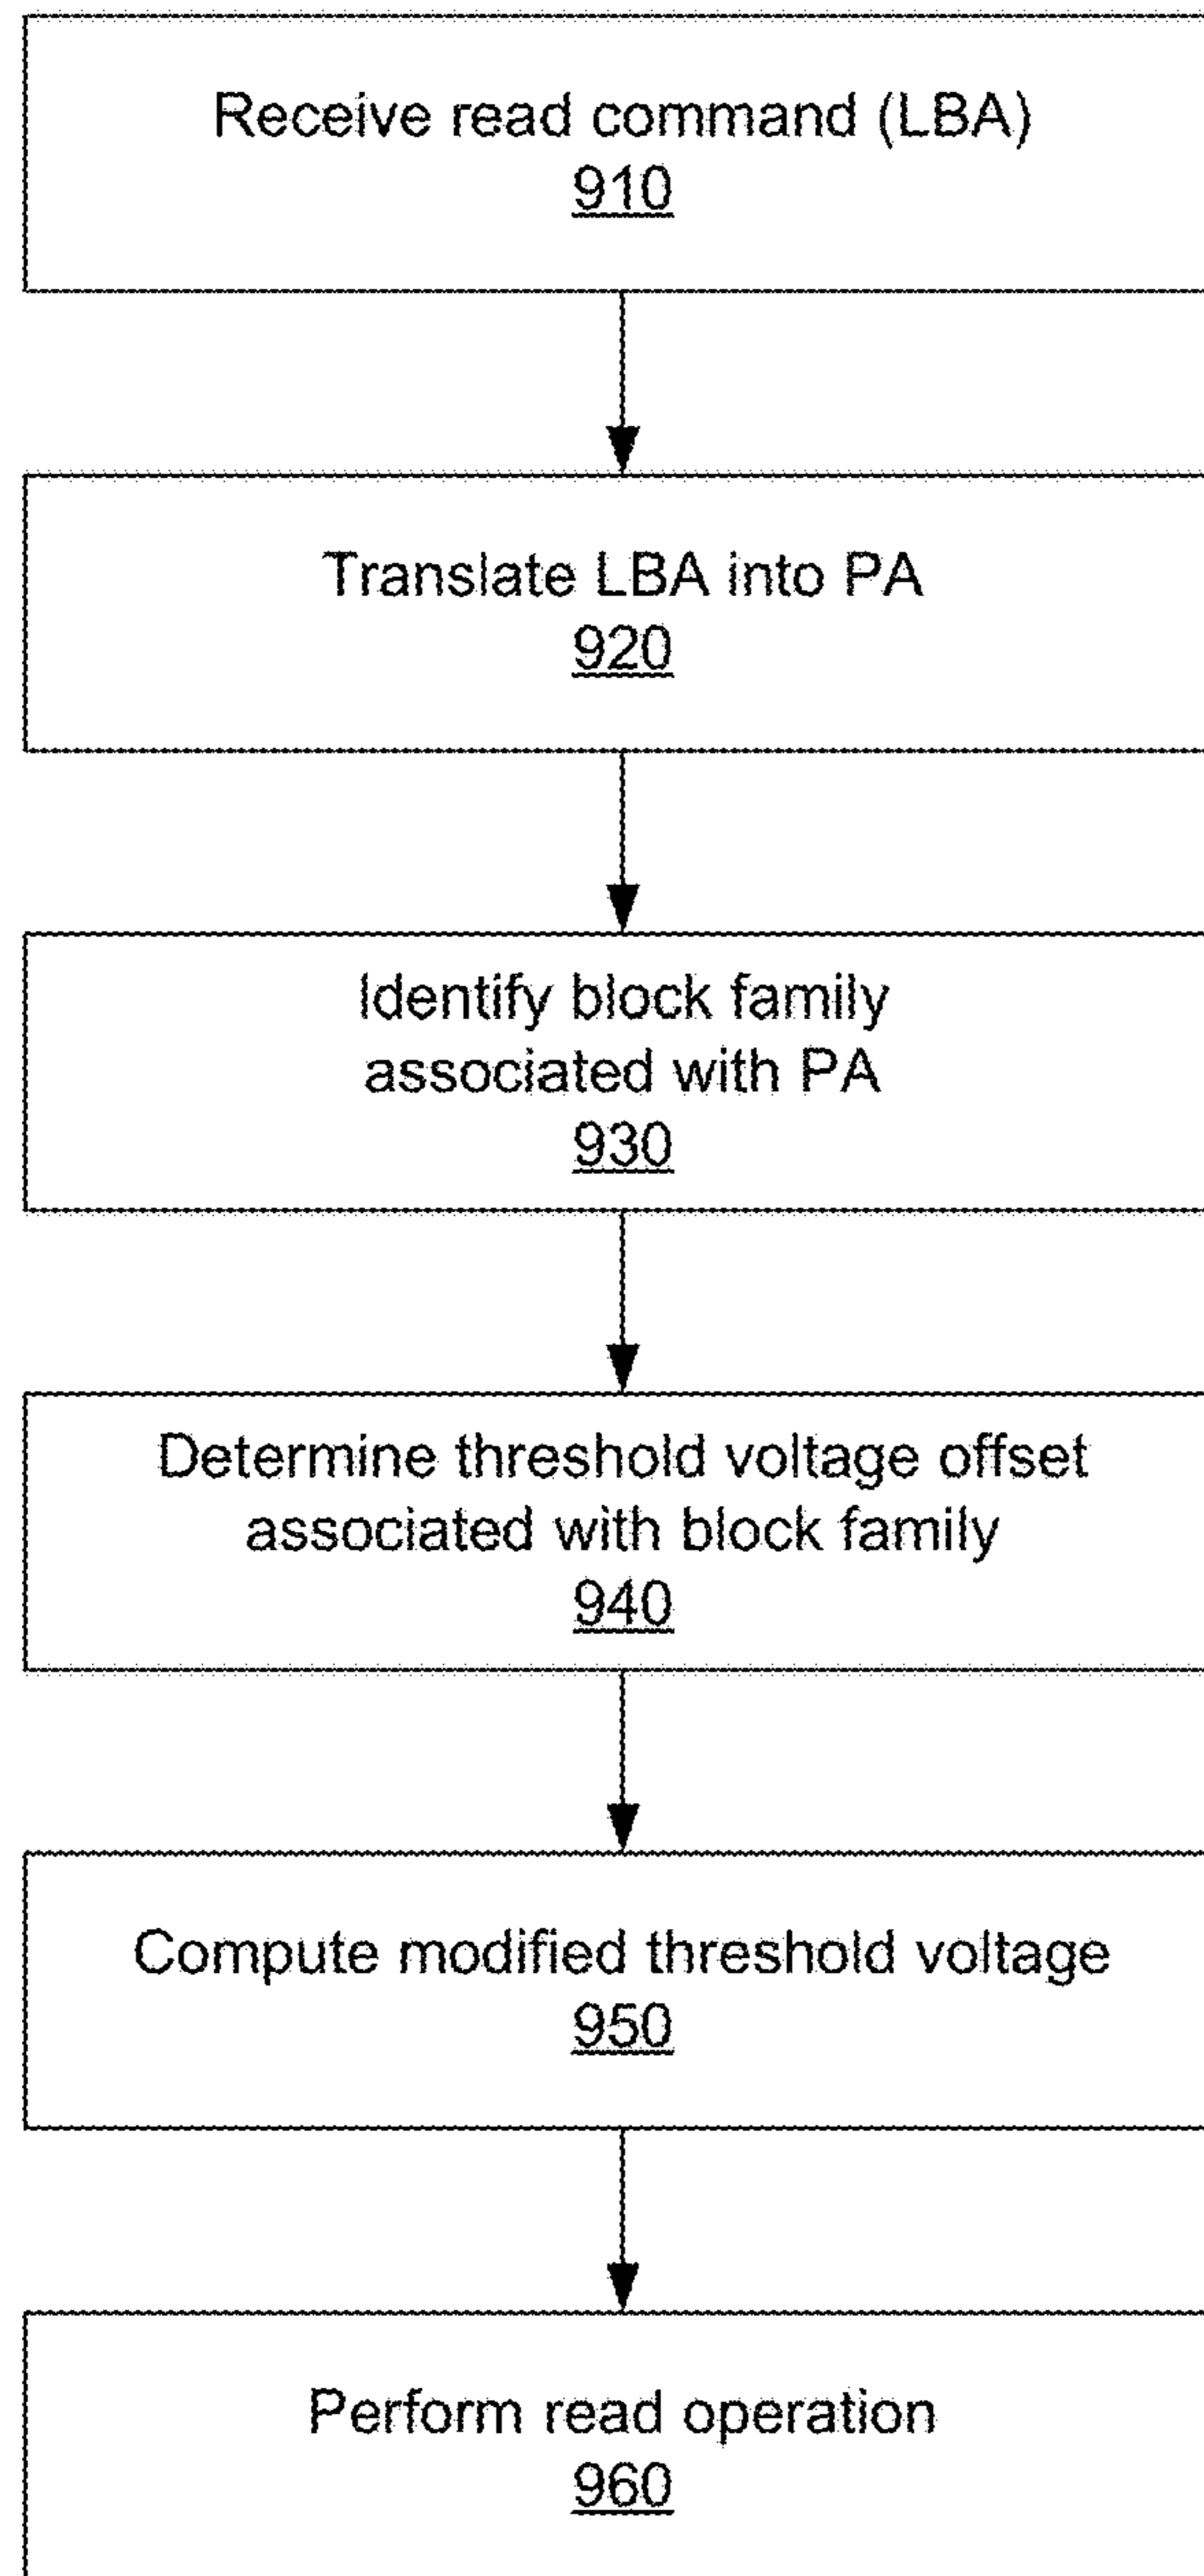 Receive read command (LBA)
910
Translate LBA into PA
920
Identify block family
associated with PA
930
Determine threshold voltage offset
associated with block family
940
Compute modified threshold voltage
950
Perform read operation
960